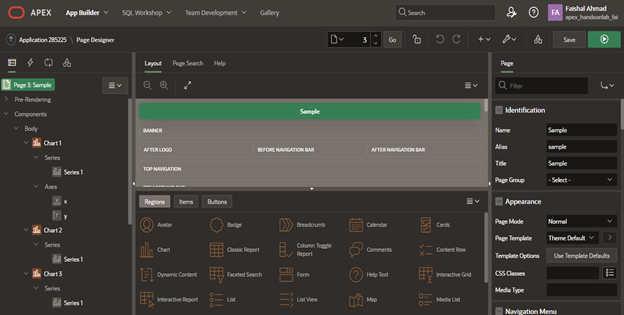 APEX App Builder SQL Workshop Team Development Gallery Search FA Faishal Ahmad
apex_handsonlab_fai
Application 285225 \ Page Designer 3 Go Save
Layout Page Search Help Page
Page 3: Sample
Filter
Pre-Rendering
Components
Body
Chart 1
Series
Series 1
Axes
x
y
Chart 2
Series
Series 1
Chart 3
Series
Series 1
Sample
BANNER
AFTER LOGO BEFORE NAVIGATION BAR AFTER NAVIGATION BAR
TOP NAVIGATION
Regions Items Buttons
Avatar Badge Breadcrumb Calendar Cards
Chart Classic Report Column Toggle Report Comments Content Row
Dynamic Content Faceted Search Form Help Text Interactive Grid
Interactive Report List List View Map Media List
Identification
Name Sample
Alias sample
Title Sample
Page Group - Select -
Appearance
Page Mode Normal
Page Template Theme Default
Template Options Use Template Defaults
CSS Classes
Media Type
Navigation Menu